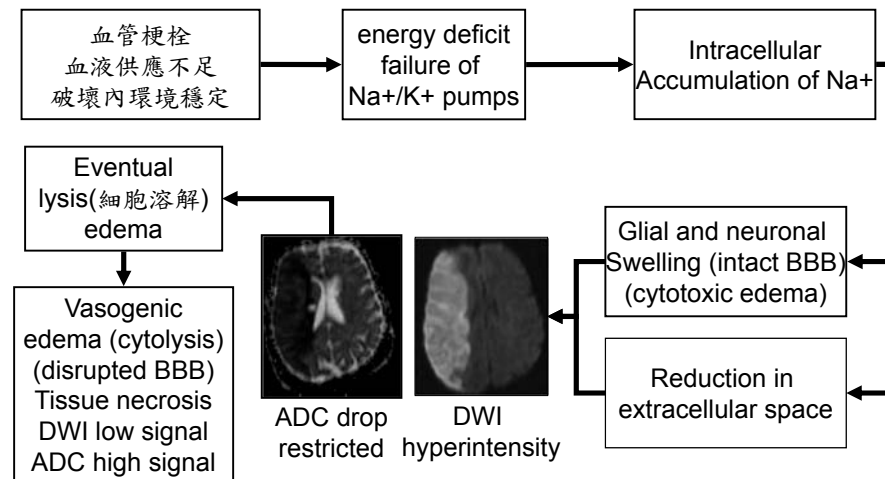 血管梗栓
血液供應不足
破壞內環境穩定
energy deficit
failure of
Na+/K+ pumps
Intracellular
Accumulation of Na+
Glial and neuronal
Swelling (intact BBB)
(cytotoxic edema)
Reduction in
extracellular space
DWI
hyperintensity
ADC drop
restricted
Eventual
lysis(細胞溶解)
edema
Vasogenic
edema (cytolysis)
(disrupted BBB)
Tissue necrosis
DWI low signal
ADC high signal